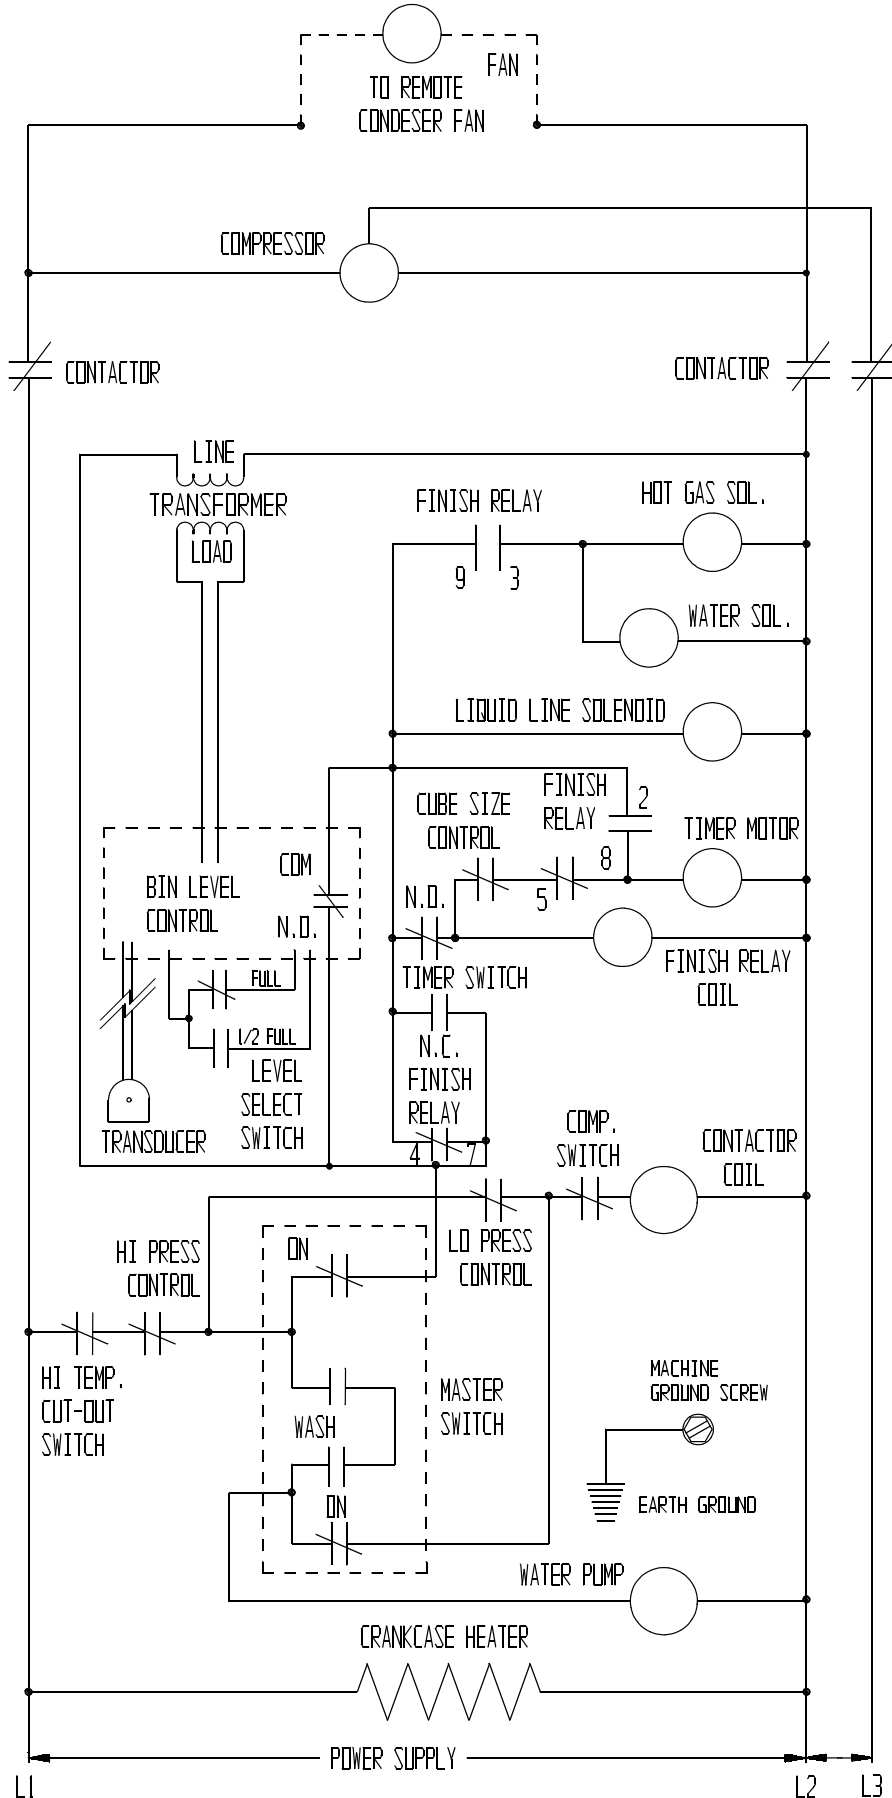 FAN
TO REMOTE
CONDESER FAN
COMPRESSOR
CONTACTOR
CONTACTOR
LINE
TRANSFORMER
LOAD
FINISH RELAY
9
3
HOT GAS SOL.
WATER SOL.
LIQUID LINE SOLENOID
CUBE SIZE
CONTROL
FINISH
RELAY
2
8
5
TIMER MOTOR
COM
BIN LEVEL
CONTROL
N.O.
N.O.
TIMER SWITCH
FINISH RELAY
COIL
FULL
1/2 FULL
LEVEL
SELECT
SWITCH
TRANSDUCER
N.C.
FINISH
RELAY
4
7
COMP.
SWITCH
CONTACTOR
COIL
LO PRESS
CONTROL
HI PRESS
CONTROL
ON
HI TEMP.
CUT-OUT
SWITCH
WASH
MASTER
SWITCH
ON
MACHINE
GROUND SCREW
EARTH GROUND
WATER PUMP
CRANKCASE HEATER
POWER SUPPLY
L1
L2
L3